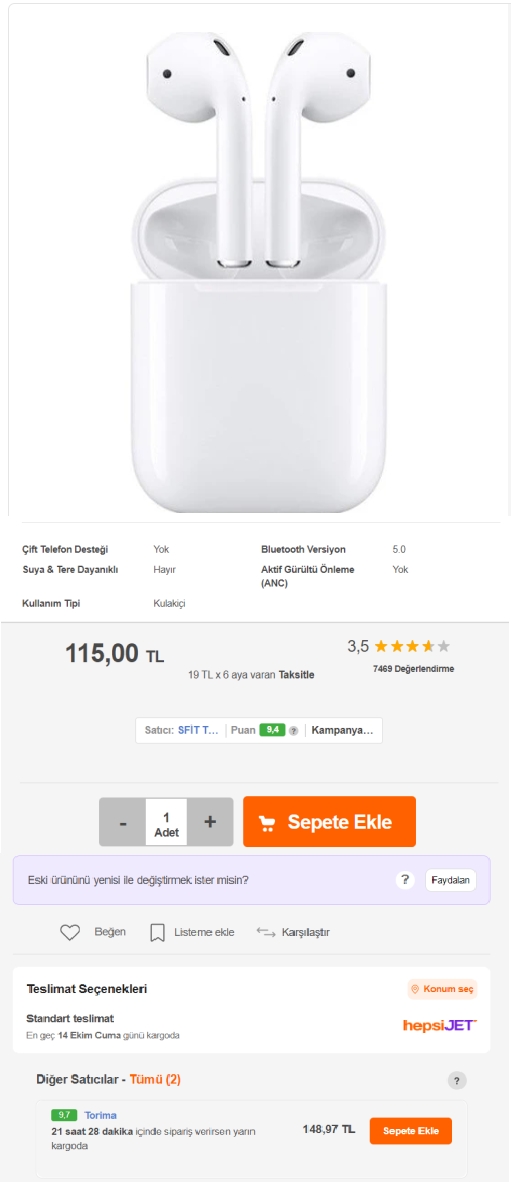 Çift Telefon Desteği Yok Bluetooth Versiyon 5.0
Suya & Tere Dayanıklı Hayır Aktif Gürültü Önleme (ANC) Yok
Kullanım Tipi Kulakiçi
115,00 TL
3,5
19 TL x 6 aya varan Taksitle
7469 Değerlendirme
Satıcı: SFİT T... Puan 9,4 ? Kampanya...
- 1 Adet +
Sepete Ekle
Eski ürününü yenisi ile değiştirmek ister misin? ? Faydalan
Beğen Listeme ekle Karşılaştır
Teslimat Seçenekleri Konum seç
Standart teslimat
En geç 14 Ekim Cuma günü kargoda
hepsiJET
Diğer Satıcılar - Tümü (2) ?
9,7 Torima
21 saat 28 dakika içinde sipariş verirsen yarın
kargoda
148,97 TL Sepete Ekle